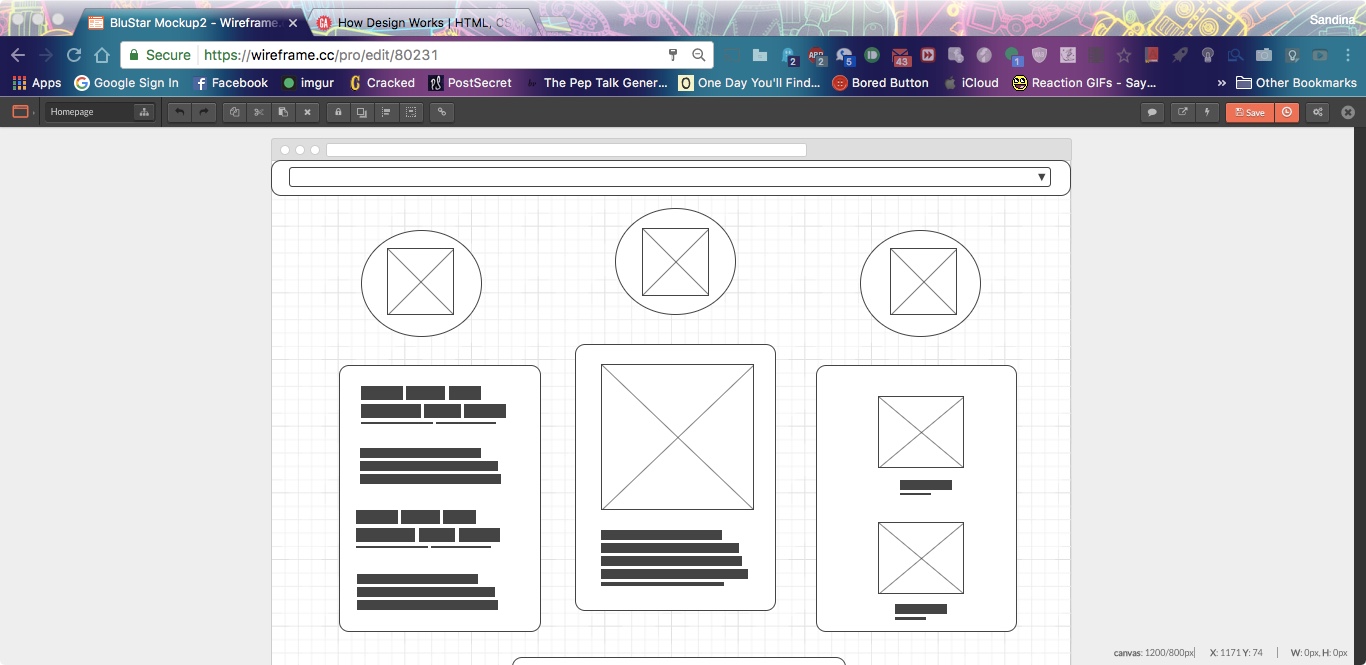 BluStar Mockup2 - Wireframe.
How Design Works | HTML, CS
Sandina
Secure https://wireframe.cc/pro/edit/80231
2 2 5 43 1
Apps Google Sign In Facebook imgur Cracked PostSecret The Pep Talk Gener... One Day You'll Find... Bored Button iCloud Reaction GIFs - Say... » Other Bookmarks
Homepage Save
canvas: 1200/800px X: 1171 Y: 74 W: 0px, H: 0px